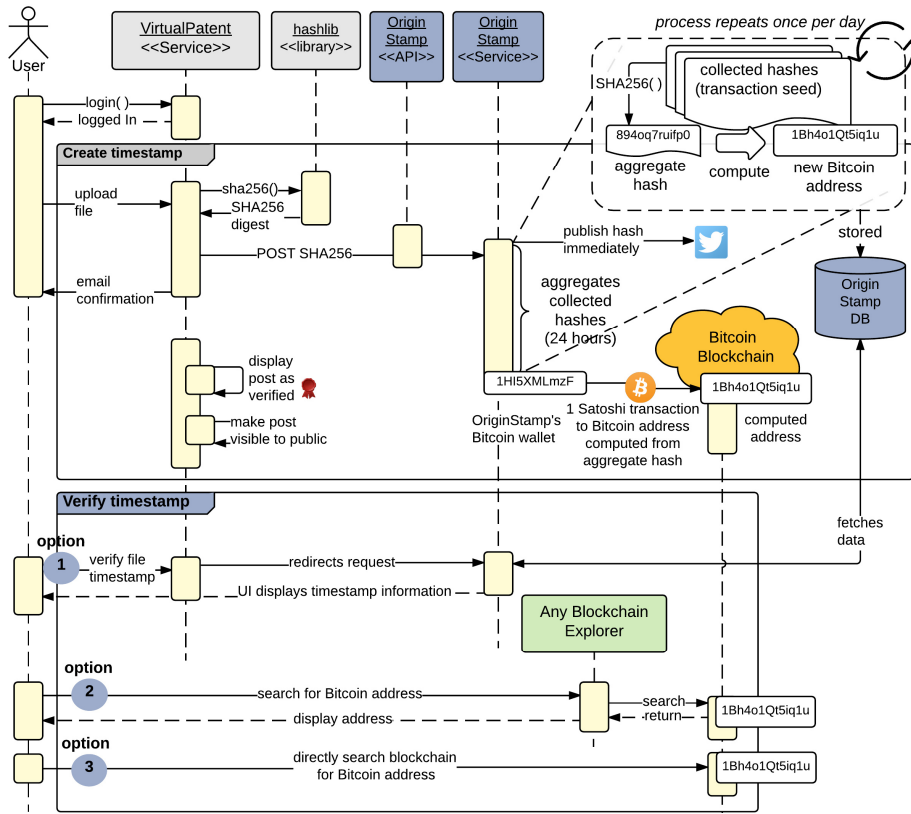 process repeats once per day
User
VirtualPatent
<<Service>>
hashlib
<<library>>
Origin
Stamp
<<API>>
Origin
Stamp
<<Service>>
SHA256( )
collected hashes
(transaction seed)
894oq7ruifp0
1Bh4o1Qt5iq1u
aggregate
hash
compute
new Bitcoin
address
login( )
logged In
Create timestamp
upload
file
sha256()
SHA256
digest
POST SHA256
email
confirmation
publish hash
immediately
stored
Origin
Stamp
DB
aggregates
collected
hashes
(24 hours)
Bitcoin
Blockchain
display
post as
verified
make post
visible to public
1HI5XMLmzF
1Bh4o1Qt5iq1u
OriginStamp's
Bitcoin wallet
1 Satoshi transaction
to Bitcoin address
computed from
aggregate hash
computed
address
Verify timestamp
fetches
data
option
1
verify file
timestamp
redirects request
UI displays timestamp information
Any Blockchain
Explorer
option
2
search for Bitcoin address
display address
search
return
1Bh4o1Qt5iq1u
option
3
directly search blockchain
for Bitcoin address
1Bh4o1Qt5iq1u